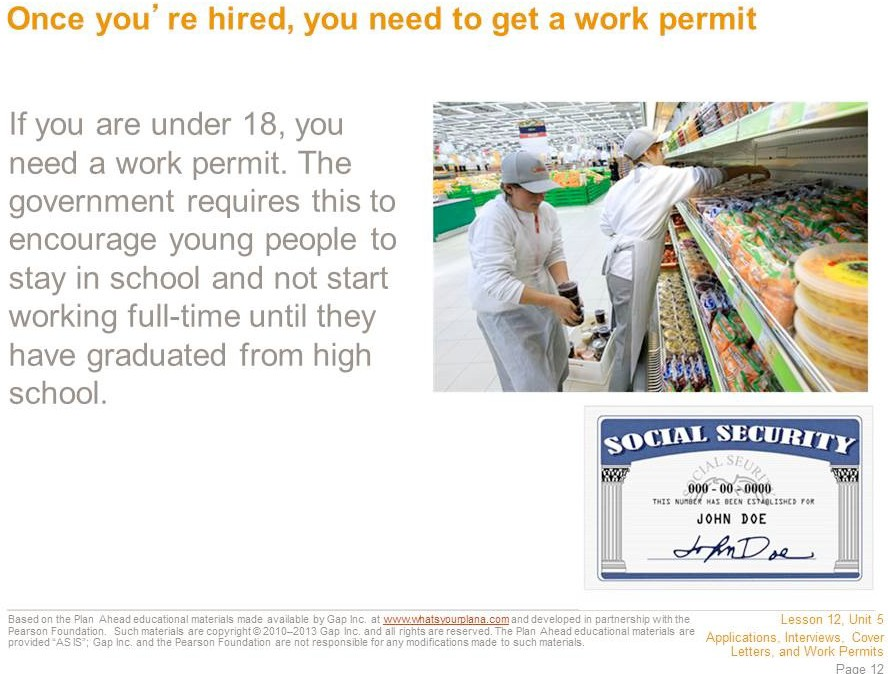 Once you’re hired, you need to get a work permit
If you are under 18, you
need a work permit. The
government requires this to
encourage young people to
stay in school and not start
working full-time until they
have graduated from high
school.
SOCIAL SECURITY
SOCIAL SECURITY
000-00-0000
THIS NUMBER HAS BEEN ESTABLISHED FOR
JOHN DOE
John Doe
Based on the Plan Ahead educational materials made available by Gap Inc. at www.whatsyourplana.com and developed in partnership with the
Pearson Foundation. Such materials are copyright © 2010–2013 Gap Inc. and all rights are reserved. The Plan Ahead educational materials are
provided “AS IS”; Gap Inc. and the Pearson Foundation are not responsible for any modifications made to such materials.
Lesson 12, Unit 5
Applications, Interviews, Cover
Letters, and Work Permits
Page 12